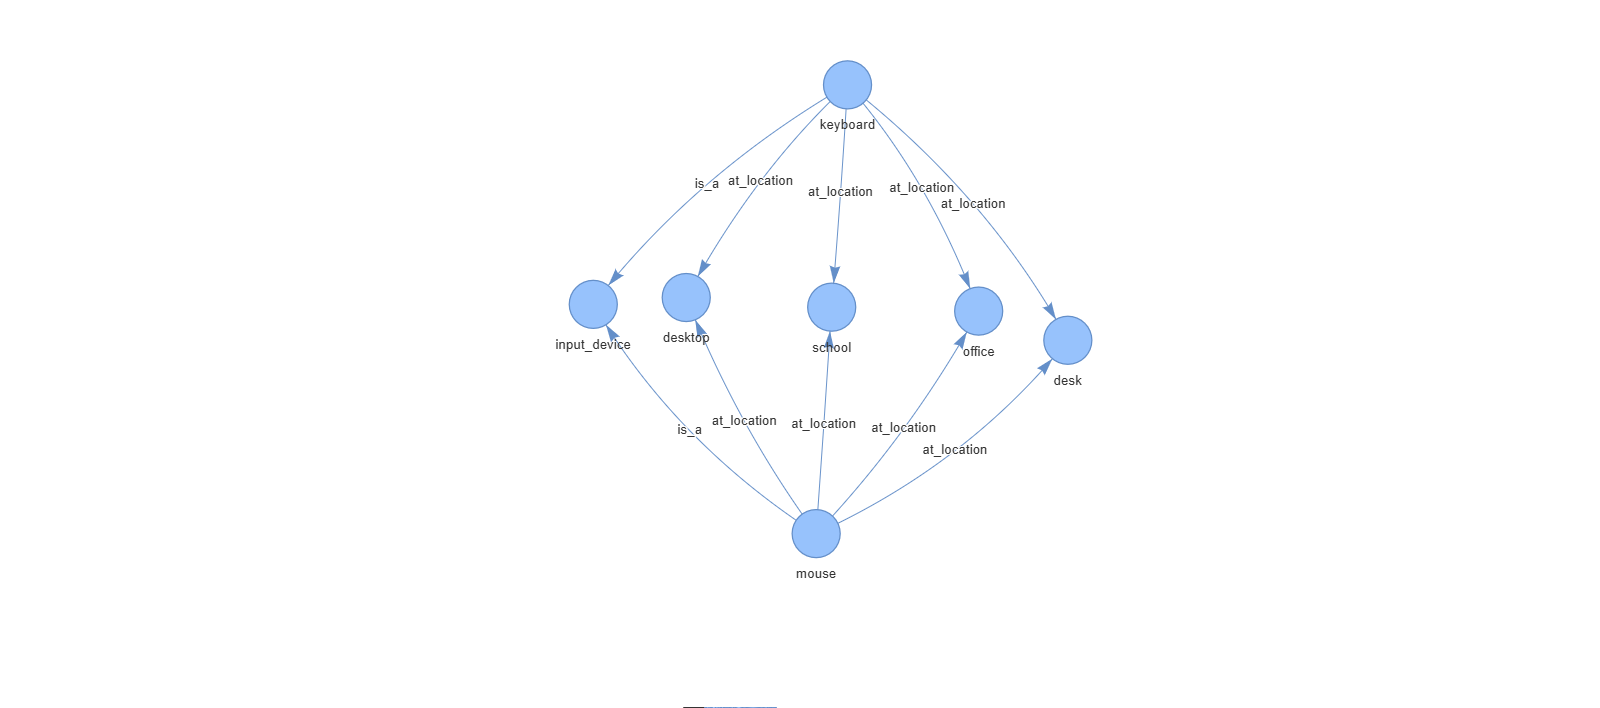 keyboard
is_a
at_location
at_location
at_location
at_location
input_device
desktop
school
office
desk
is_a
at_location
at_location
at_location
at_location
mouse